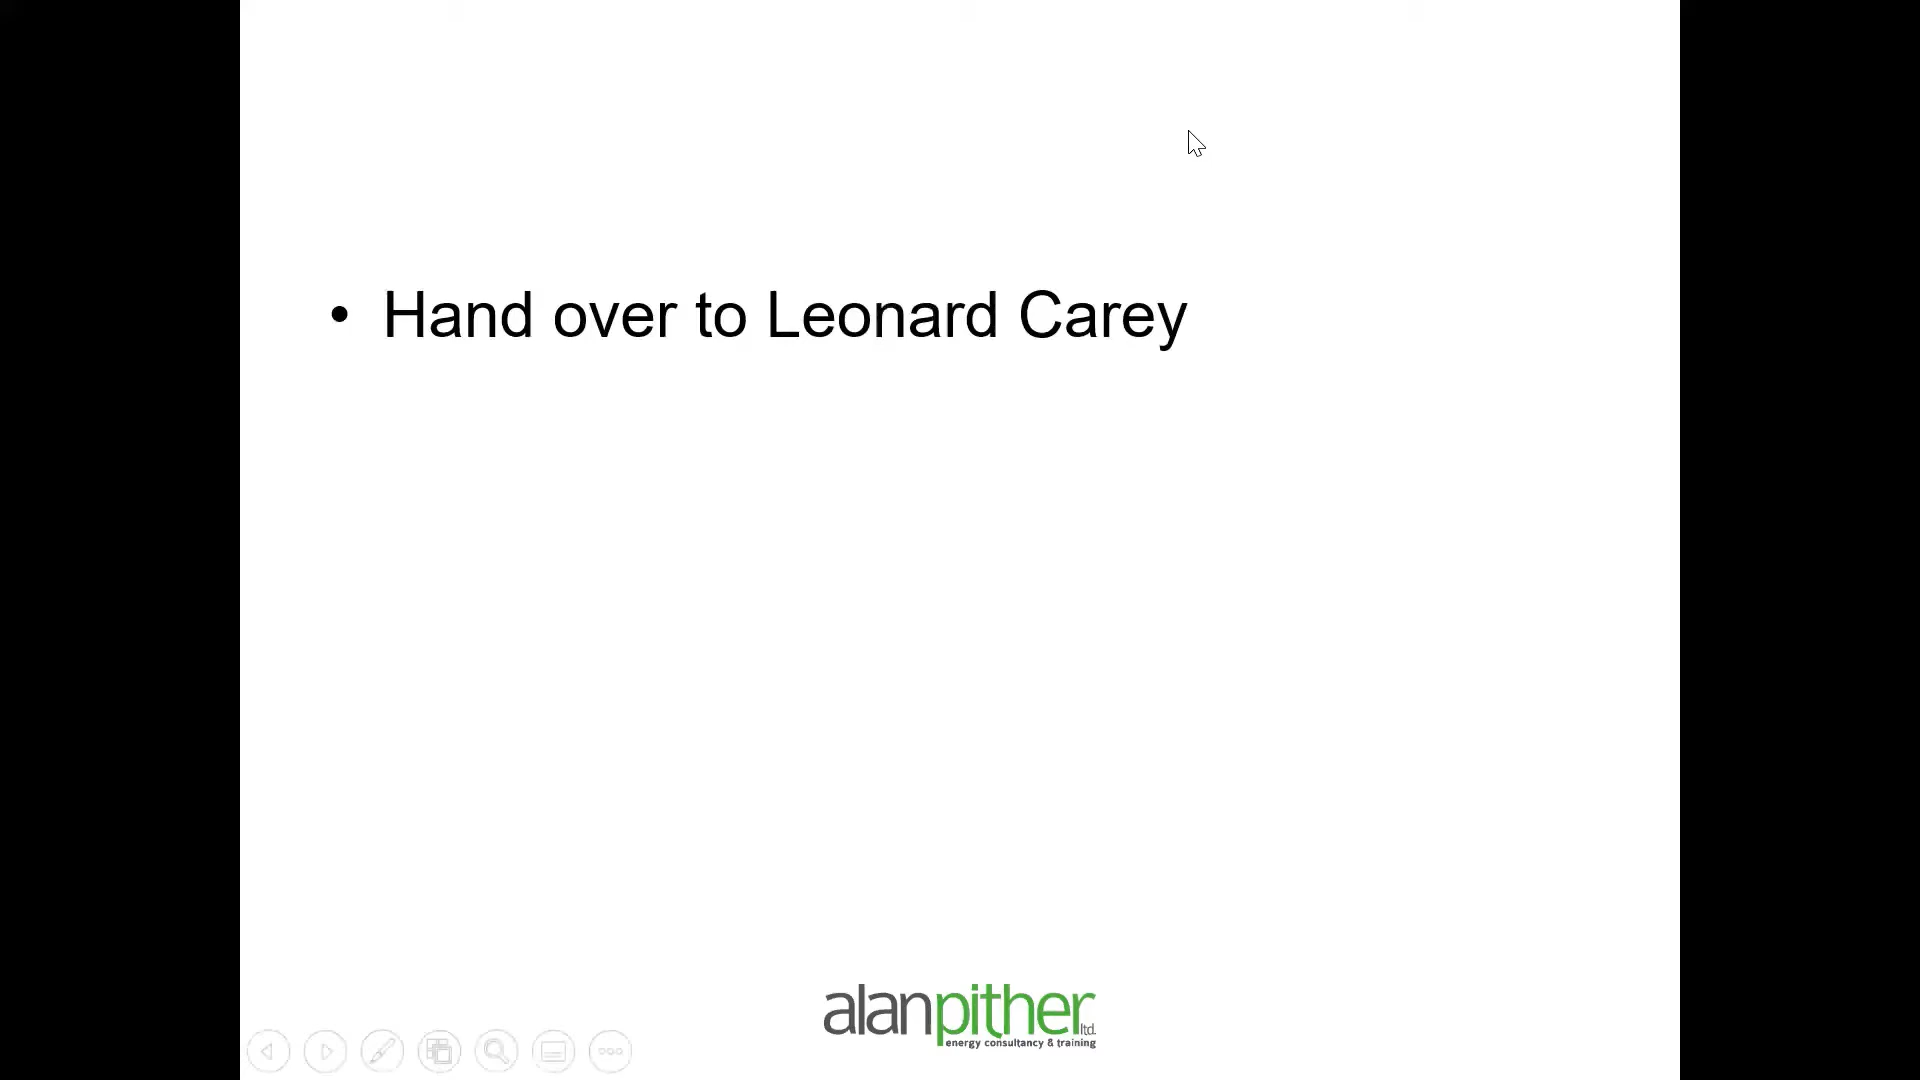 • Hand over to Leonard Carey
alanpither ltd.
energy consultancy & training